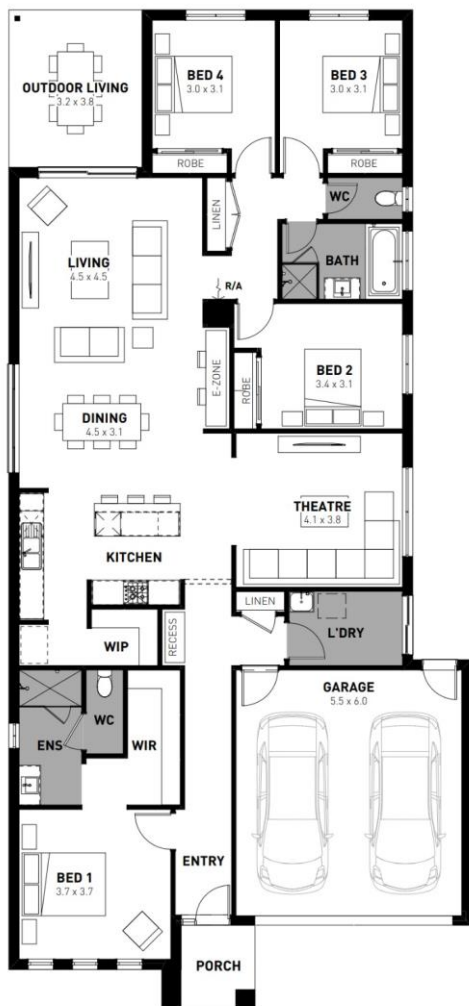 BED 4
3.0 x 3.1
BED 3
3.0 x 3.1
OUTDOOR LIVING
3.2 x 3.8
ROBE
ROBE
LINEN
WC
BATH
LIVING
4.5 x 4.5
R/A
E-ZONE
ROBE
BED 2
3.4 x 3.1
DINING
4.5 x 3.1
THEATRE
4.1 x 3.8
KITCHEN
LINEN
L'DRY
RECESS
WIP
GARAGE
5.5 x 6.0
WC
ENS
WIR
BED 1
3.7 x 3.7
ENTRY
PORCH